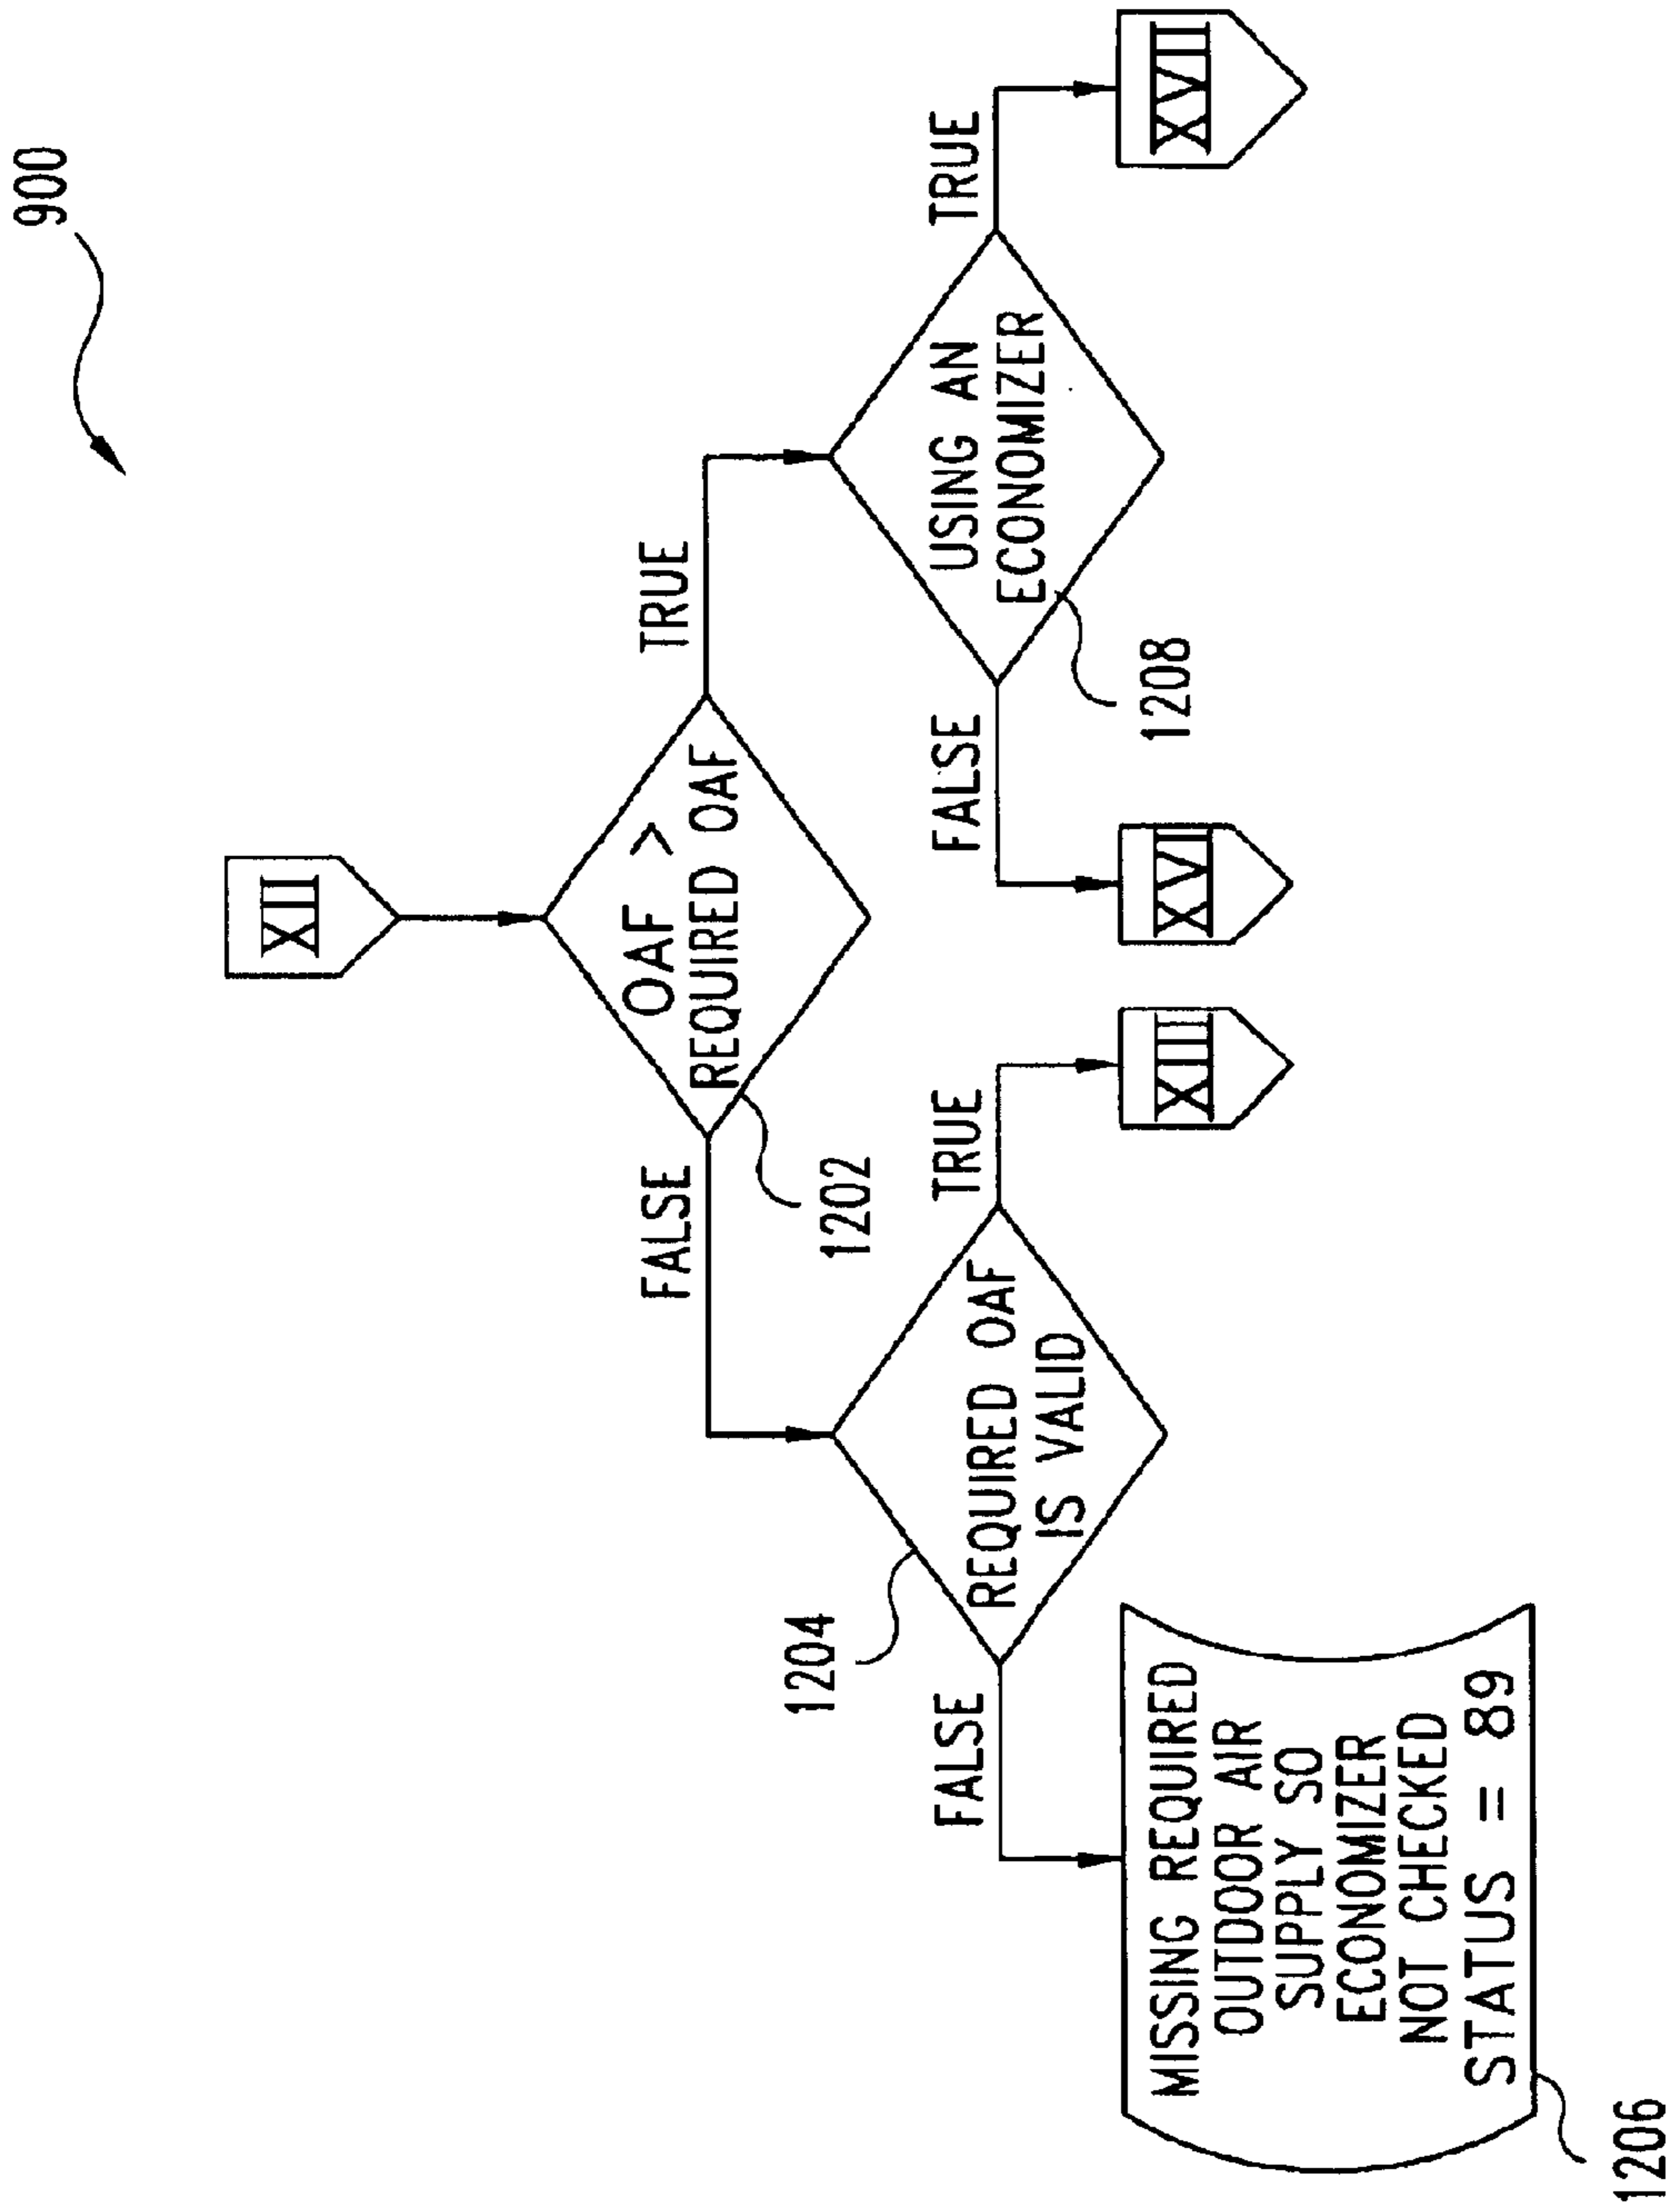 900
XII
OAF >
REQUIRED OAF
1202
FALSE
TRUE
1204
REQUIRED OAF
IS VALID
FALSE
TRUE
USING AN
ECONOMIZER
1208
FALSE
TRUE
MISSING REQUIRED
OUTDOOR AIR
SUPPLY SO
ECONOMIZER
NOT CHECKED
STATUS = 89
1206
XIII
XVI
XVII